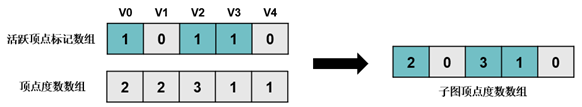 V0 V1 V2 V3 V4
活跃顶点标记数组 1 0 1 1 0
顶点度数数组 2 2 3 1 1
2 0 3 1 0
子图顶点度数数组